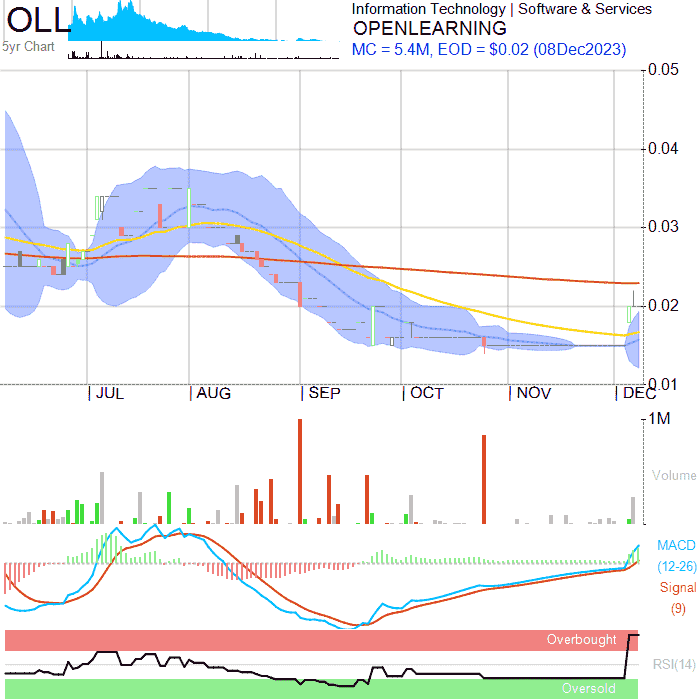 OLL
5yr Chart
Information Technology | Software & Services
OPENLEARNING
MC = 5.4M, EOD = $0.02 (08Dec2023)
0.05
0.04
0.03
0.02
0.01
JUL AUG SEP OCT NOV DEC
1M
Volume
MACD
(12-26)
Signal
(9)
Overbought
RSI(14)
Oversold